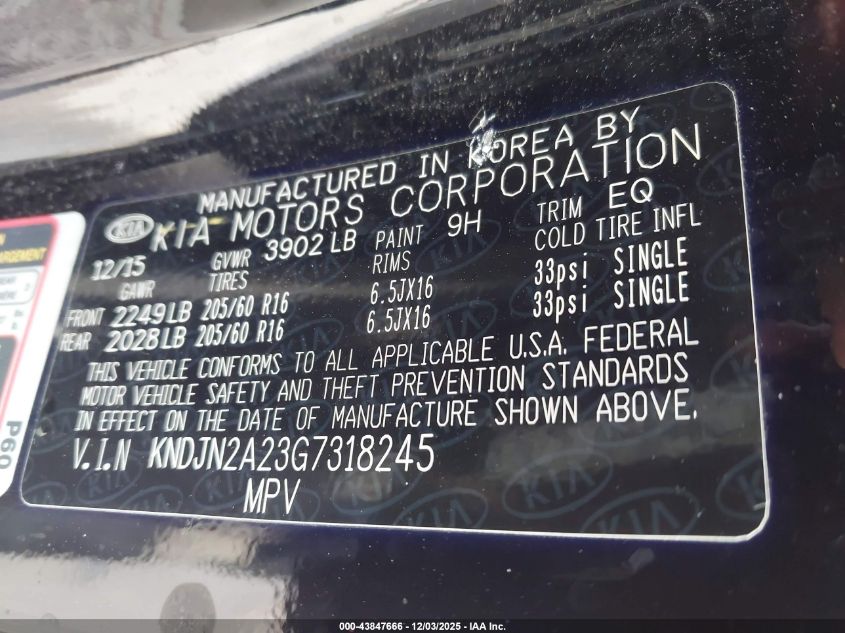 MANUFACTURED IN KOREA BY
KIA KIA MOTORS CORPORATION
12/15 GVWR 3902 LB PAINT 9H TRIM EQ
GAWR TIRES RIMS COLD TIRE INFL
FRONT 2249 LB 205/60 R16 6.5JX16 33psi SINGLE
REAR 2028 LB 205/60 R16 6.5JX16 33psi SINGLE
THIS VEHICLE CONFORMS TO ALL APPLICABLE U.S.A. FEDERAL
MOTOR VEHICLE SAFETY AND THEFT PREVENTION STANDARDS
IN EFFECT ON THE DATE OF MANUFACTURE SHOWN ABOVE.
V.I.N KNDJN2A23G7318245
MPV
P60
000-43847666 - 12/03/2025 - IAA Inc.